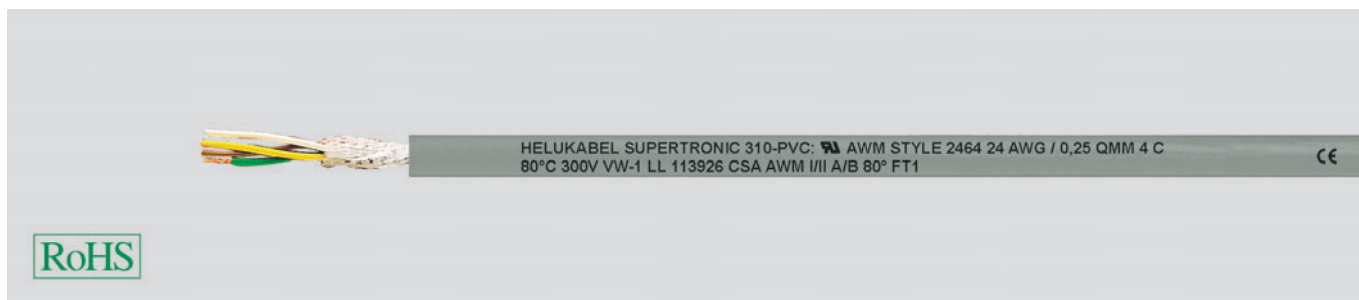 HELUKABEL SUPERTRONIC 310-PVC: RU AWM STYLE 2464 24 AWG / 0,25 QMM 4 C
80°C 300V VW-1 LL 113926 CSA AWM I/II A/B 80° FT1
CE
RoHS